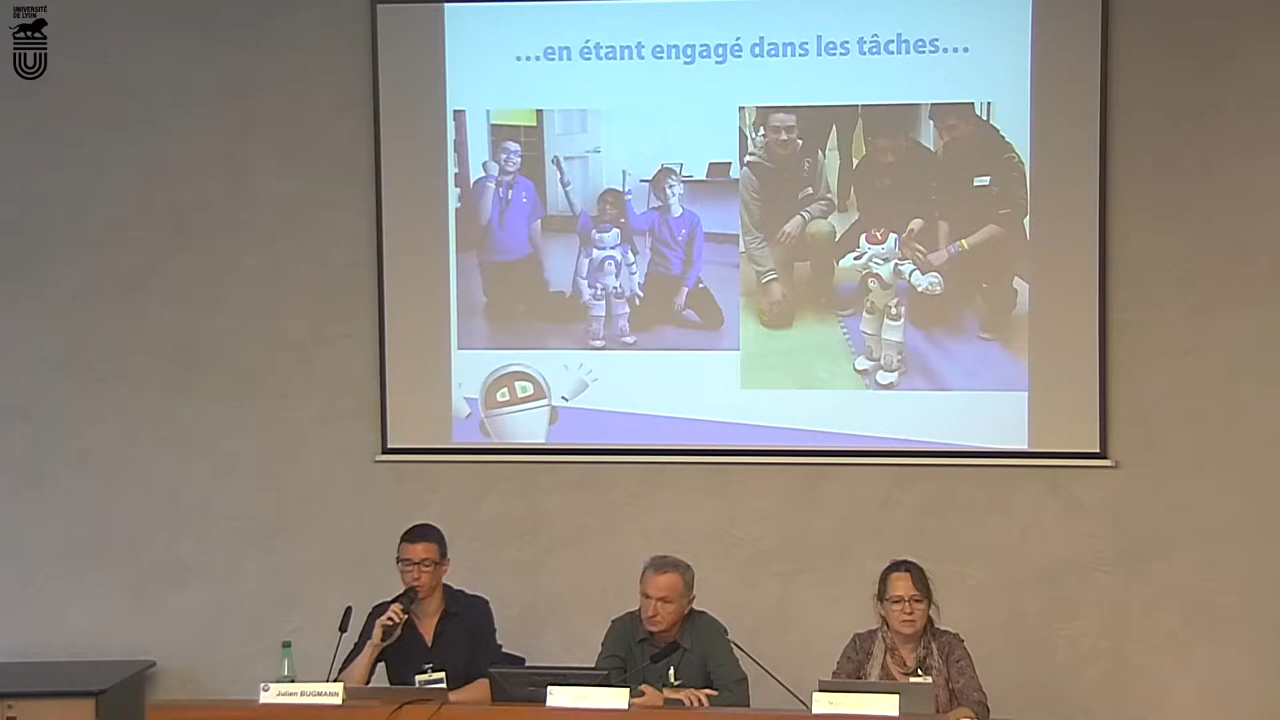 UNIVERSITÉ
DE LYON
...en étant engagé dans les tâches...
Julien BUGMANN